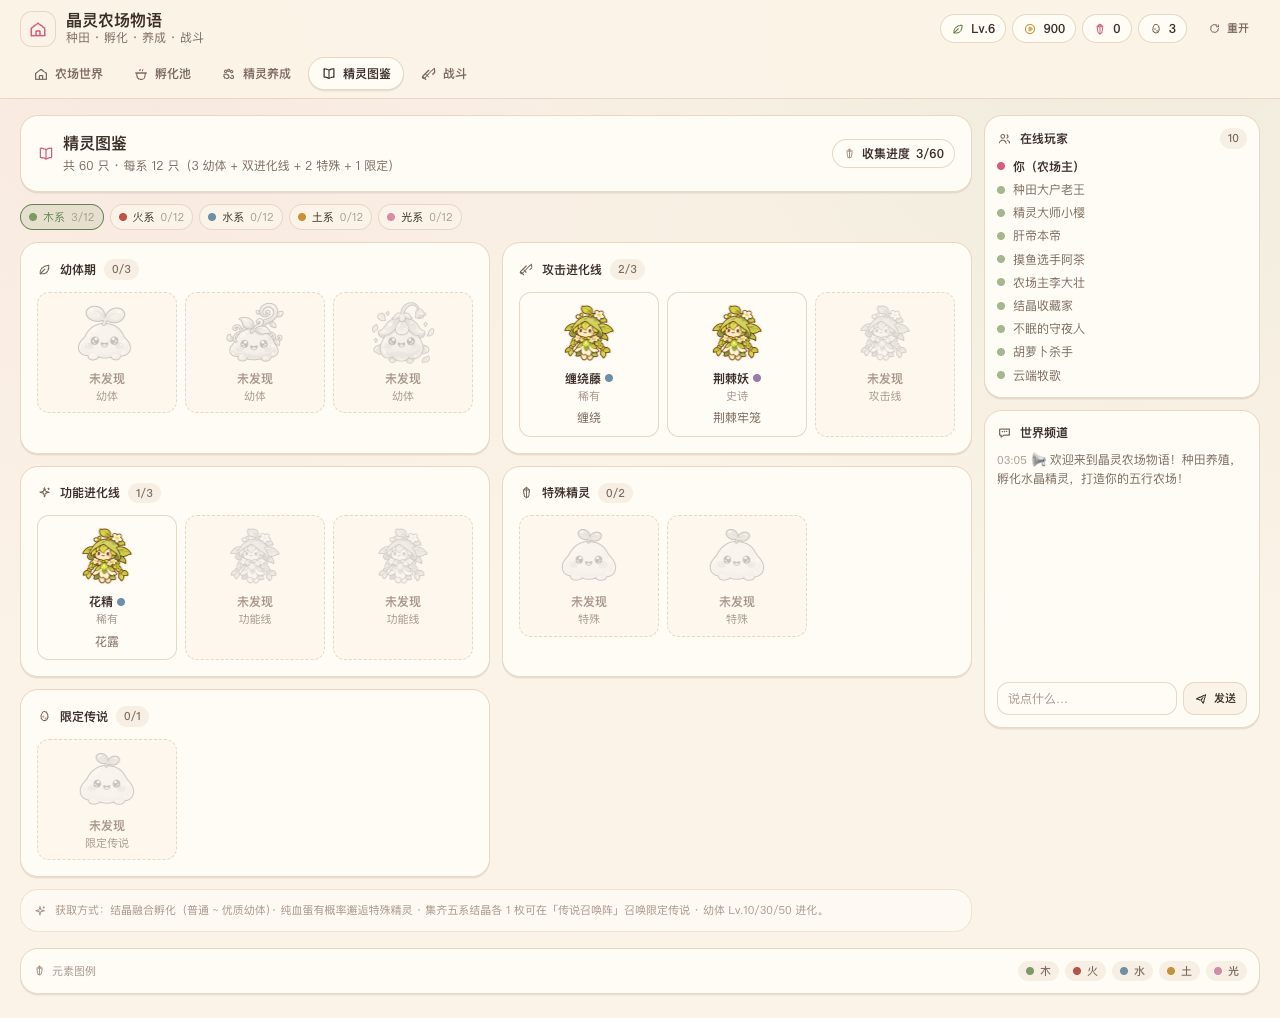 晶灵农场物语
种田 · 孵化 · 养成 · 战斗
Lv.6
900
0
3
重开
农场世界
孵化池
精灵养成
精灵图鉴
战斗
精灵图鉴
共 60 只 · 每系 12 只（3 幼体 + 双进化线 + 2 特殊 + 1 限定）
收集进度 3/60
木系 3/12
火系 0/12
水系 0/12
土系 0/12
光系 0/12
幼体期 0/3
未发现
幼体
未发现
幼体
未发现
幼体
攻击进化线 2/3
缠绕藤
稀有
缠绕
荆棘妖
史诗
荆棘牢笼
未发现
攻击线
功能进化线 1/3
花精
稀有
花露
未发现
功能线
未发现
功能线
特殊精灵 0/2
未发现
特殊
未发现
特殊
限定传说 0/1
未发现
限定传说
获取方式：结晶融合孵化（普通 ~ 优质幼体）· 纯血蛋有概率邂逅特殊精灵 · 集齐五系结晶各 1 枚可在「传说召唤阵」召唤限定传说 · 幼体 Lv.10/30/50 进化。
在线玩家 10
你（农场主）
种田大户老王
精灵大师小樱
肝帝本帝
摸鱼选手阿茶
农场主李大壮
结晶收藏家
不眠的守夜人
胡萝卜杀手
云端牧歌
世界频道
03:05 欢迎来到晶灵农场物语！种田养殖，
孵化水晶精灵，打造你的五行农场！
说点什么...
发送
元素图例
木
火
水
土
光